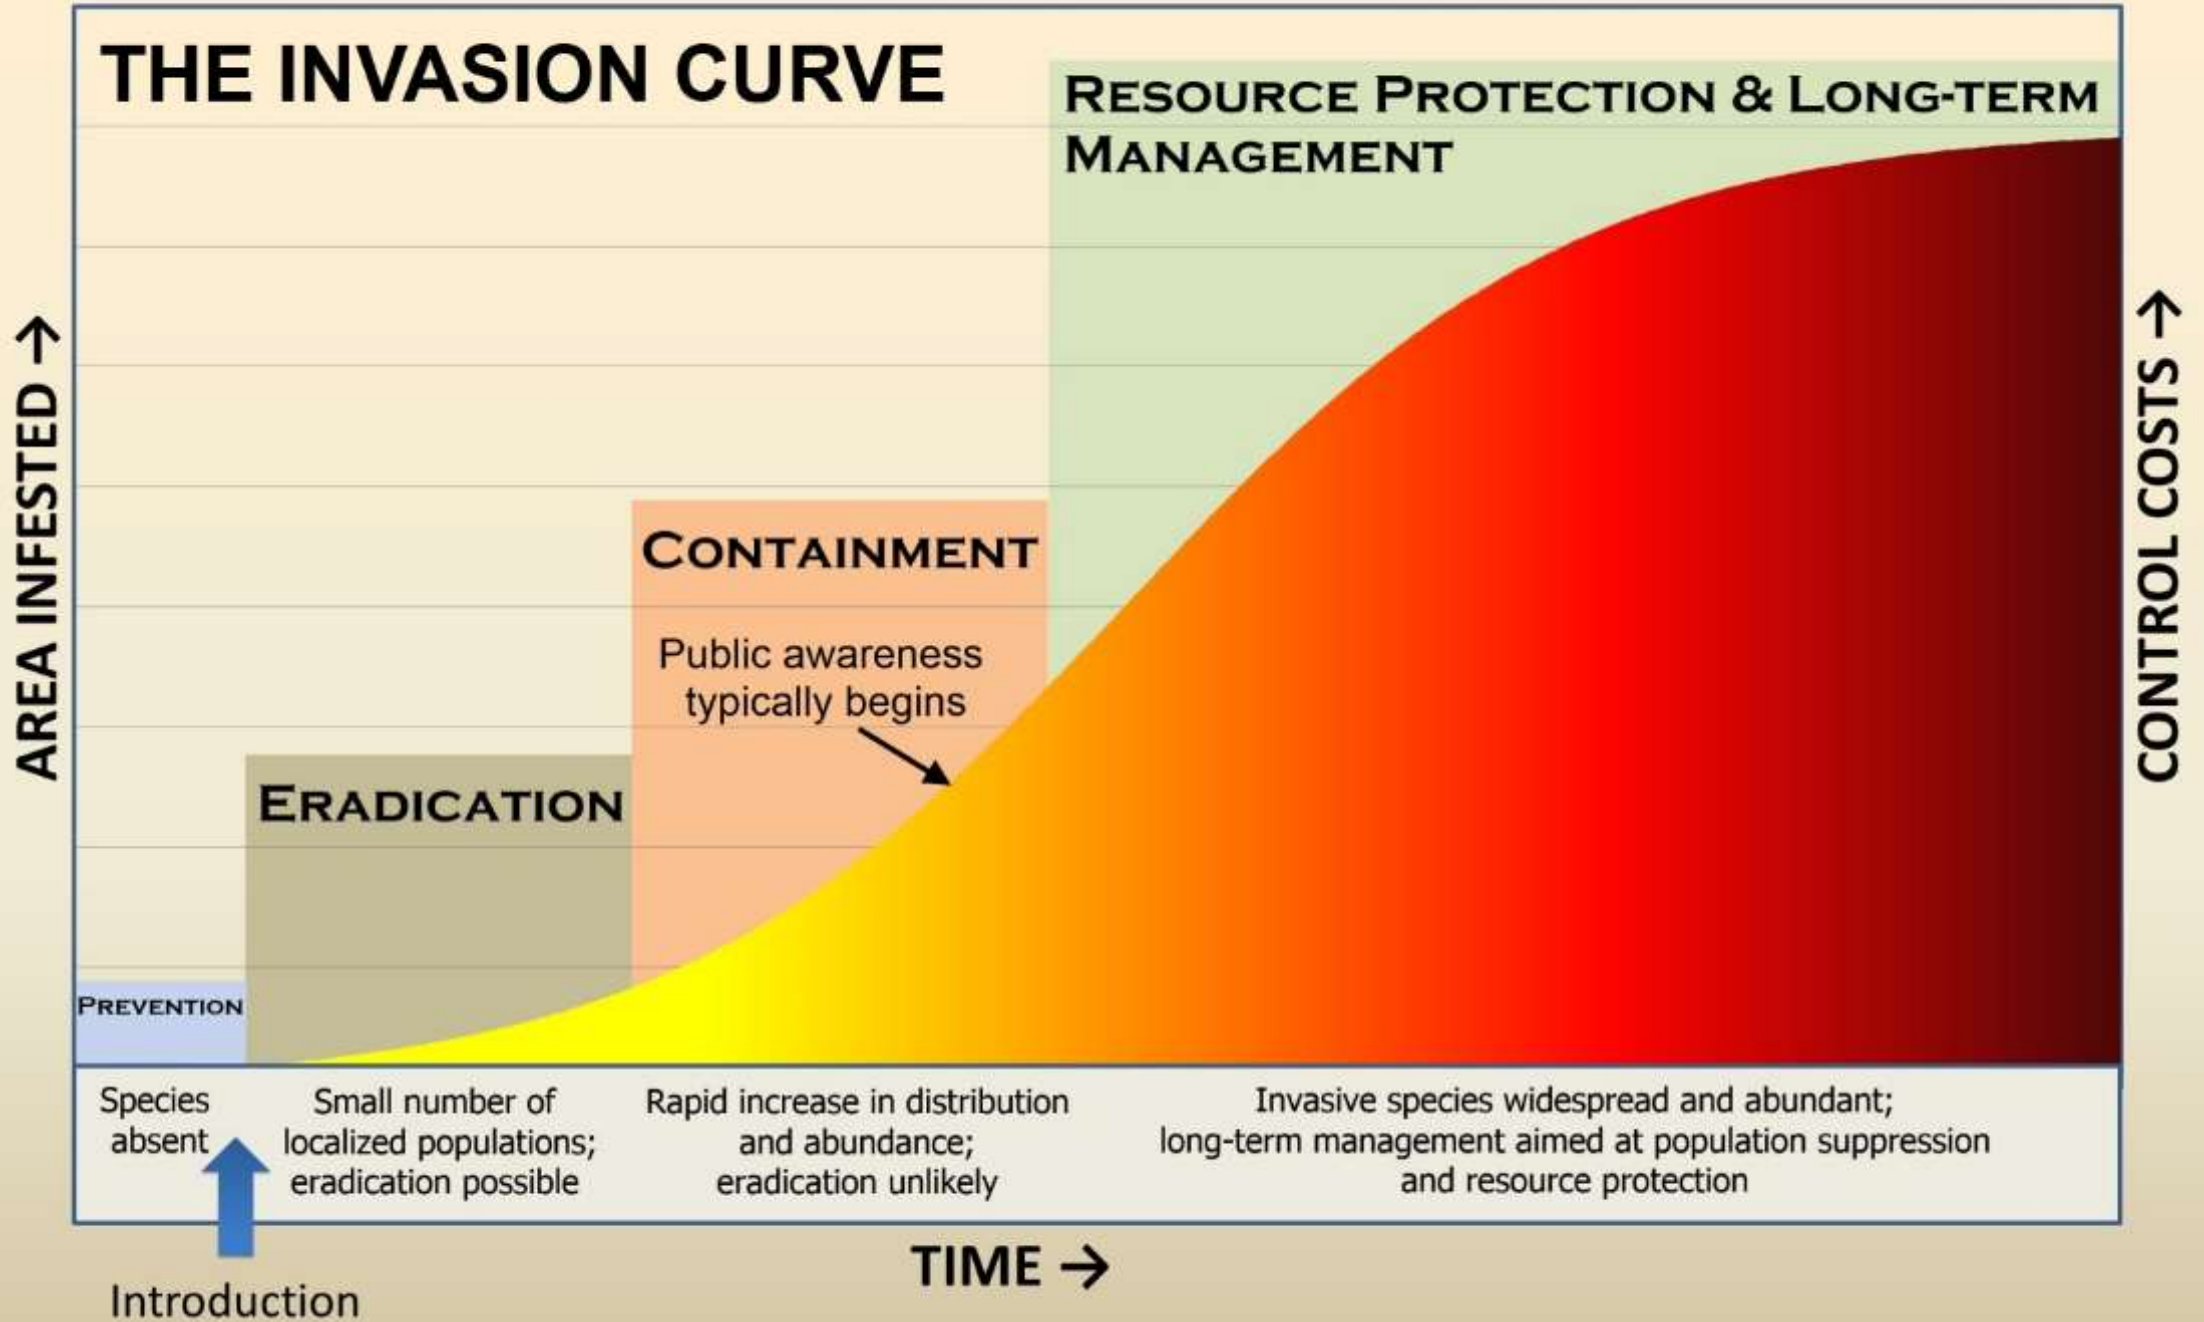 THE INVASION CURVE
RESOURCE PROTECTION & LONG-TERM
MANAGEMENT
AREA INFESTED →
CONTROL COSTS →
CONTAINMENT
Public awareness
typically begins
ERADICATION
PREVENTION
Species
absent
Small number of
localized populations;
eradication possible
Rapid increase in distribution
and abundance;
eradication unlikely
Invasive species widespread and abundant;
long-term management aimed at population suppression
and resource protection
TIME →
Introduction